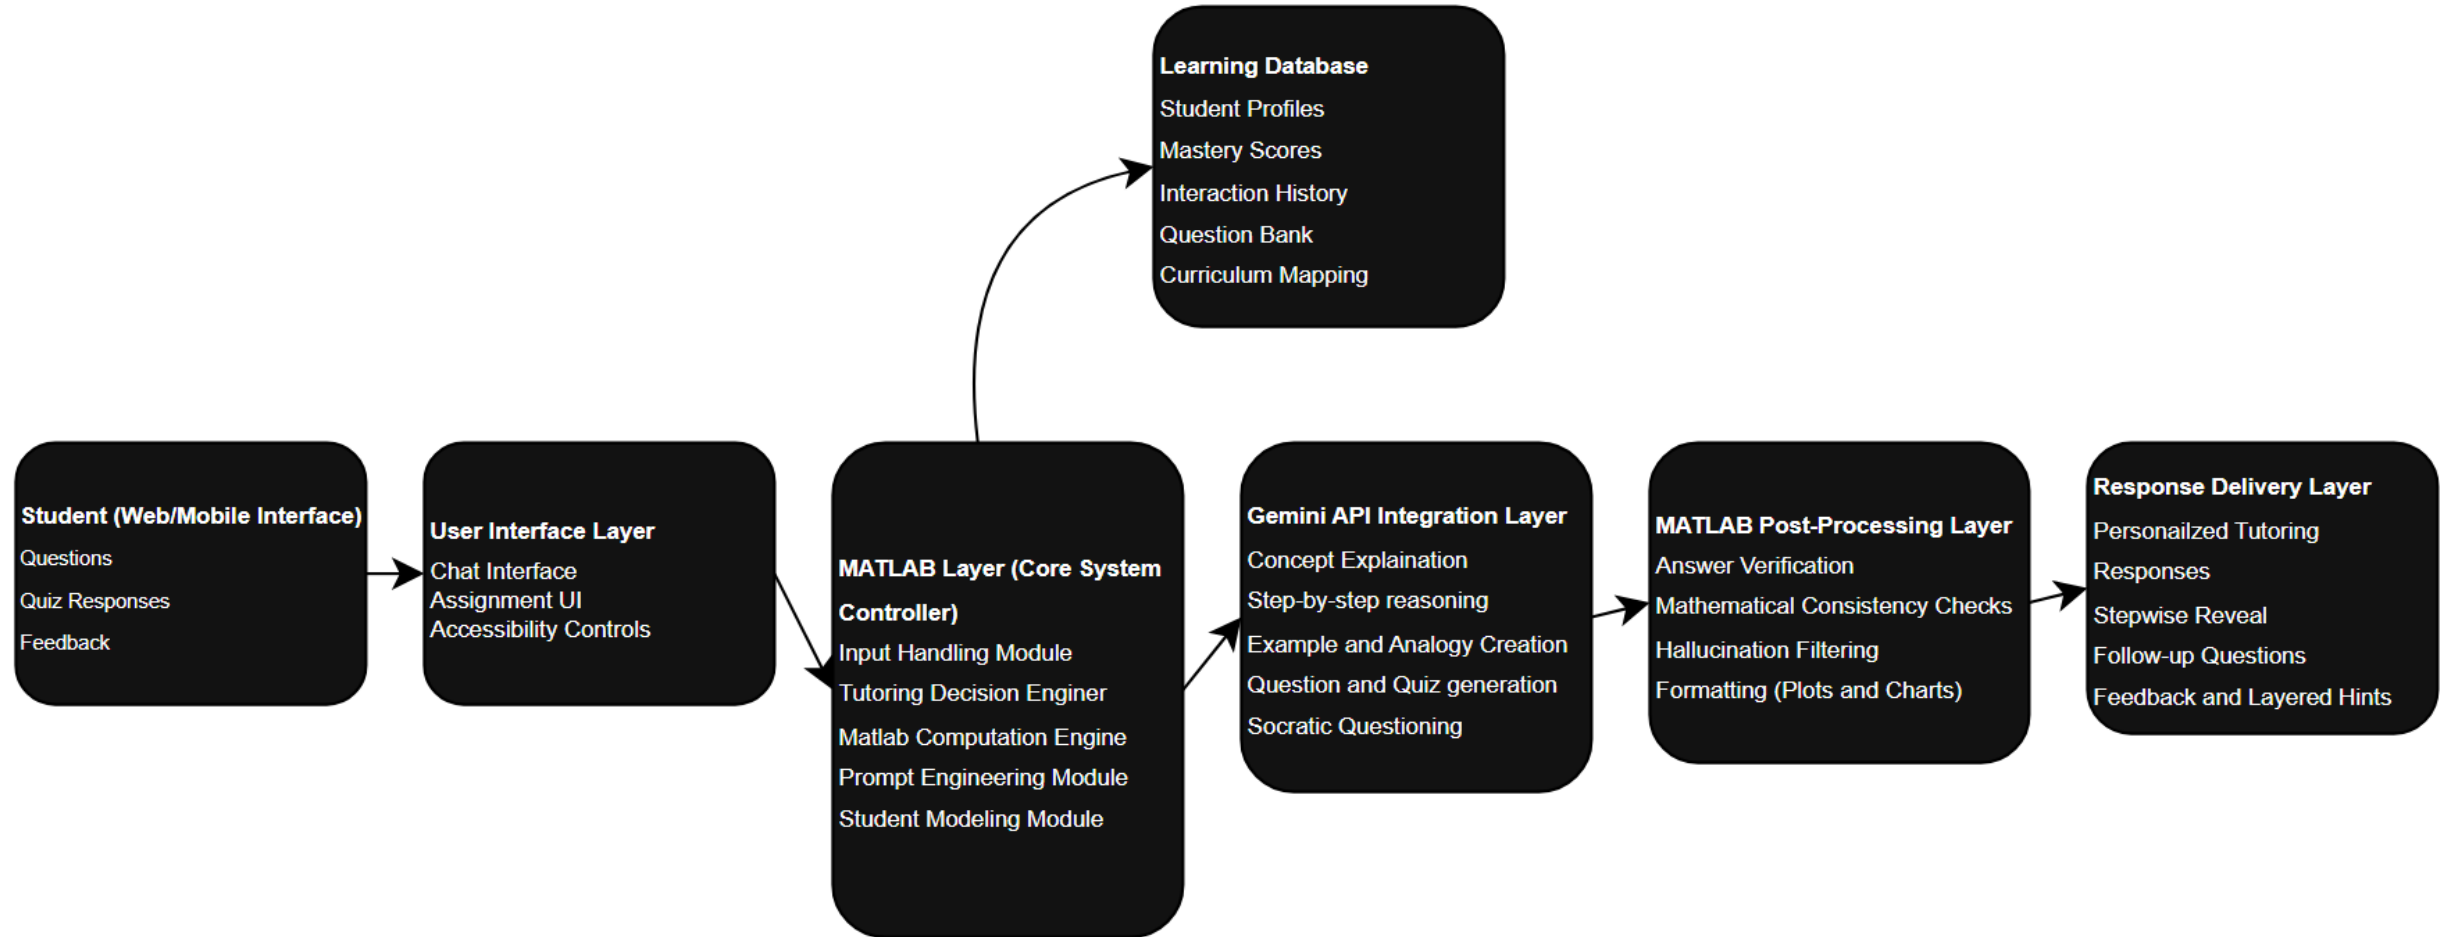 Learning Database
Student Profiles
Mastery Scores
Interaction History
Question Bank
Curriculum Mapping
Student (Web/Mobile Interface)
Questions
Quiz Responses
Feedback
User Interface Layer
Chat Interface
Assignment UI
Accessibility Controls
MATLAB Layer (Core System
Controller)
Input Handling Module
Tutoring Decision Enginer
Matlab Computation Engine
Prompt Engineering Module
Student Modeling Module
Gemini API Integration Layer
Concept Explaination
Step-by-step reasoning
Example and Analogy Creation
Question and Quiz generation
Socratic Questioning
MATLAB Post-Processing Layer
Answer Verification
Mathematical Consistency Checks
Hallucination Filtering
Formatting (Plots and Charts)
Response Delivery Layer
Personailzed Tutoring
Responses
Stepwise Reveal
Follow-up Questions
Feedback and Layered Hints